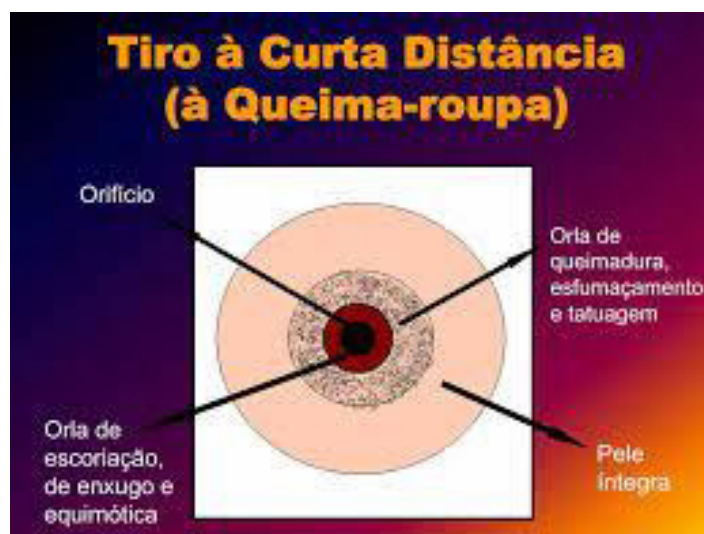 Tiro à Curta Distância
(à Queima-roupa)
Orifício
Orla de
queimadura,
esfumaçamento
e tatuagem
Orla de
escoriação,
de enxugo e
equimótica
Pele
íntegra